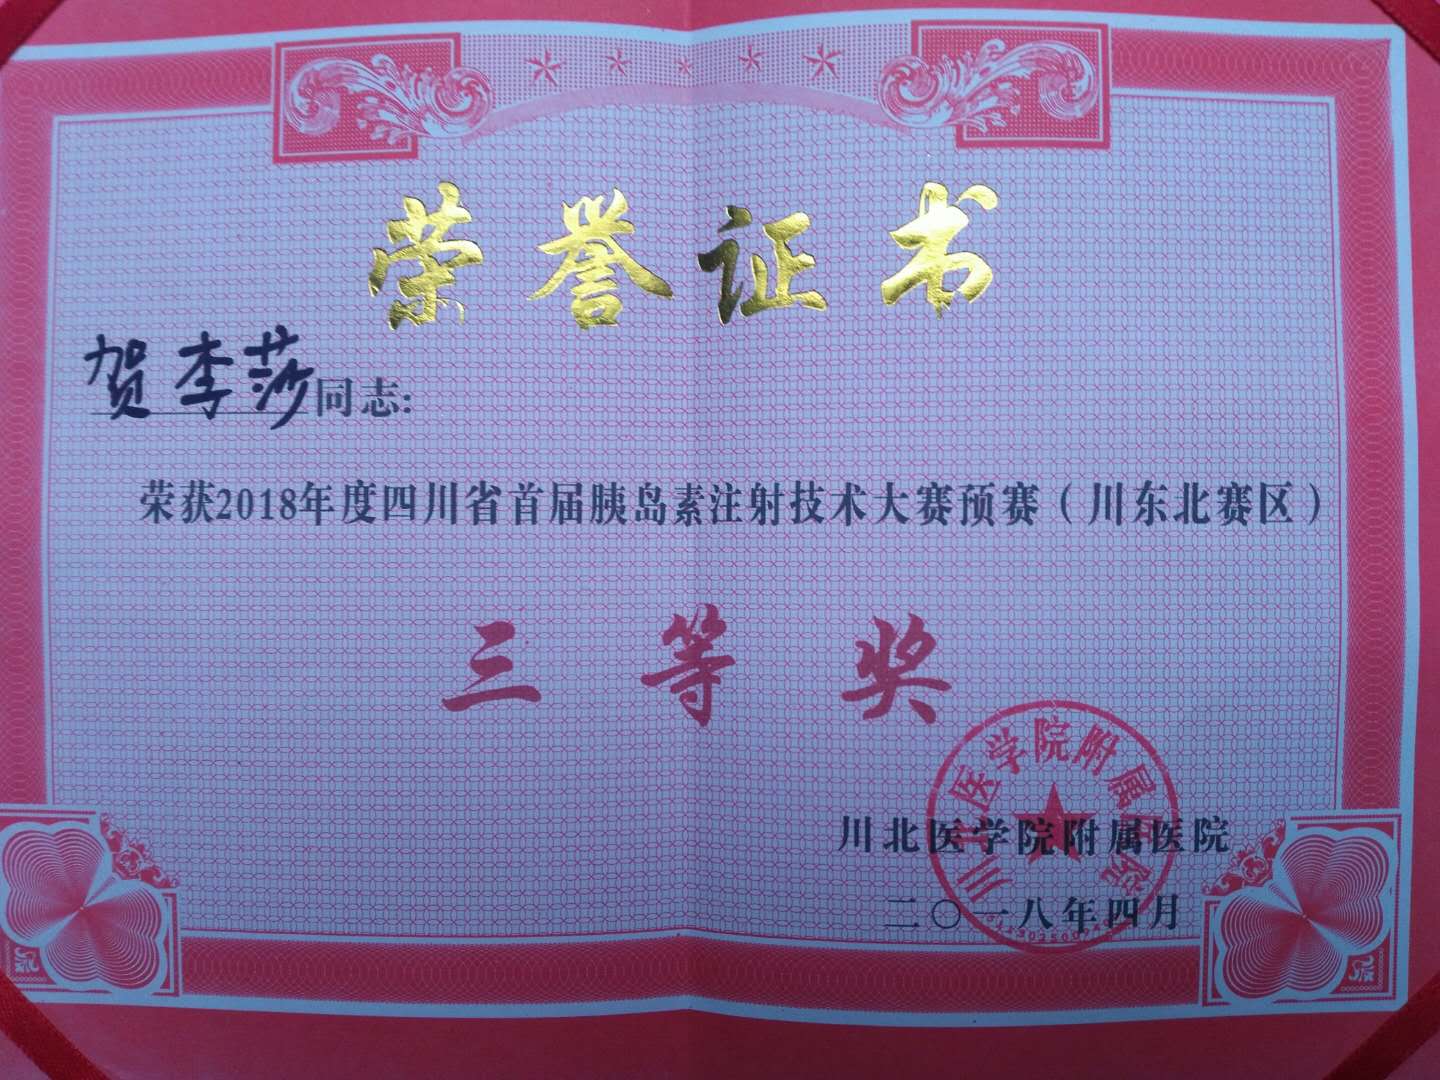 荣誉证书
贺李莎同志:
荣获2018年度四川省首届胰岛素注射技术大赛预赛（川东北赛区）
三等奖
川北医学院附属医院
二〇一八年四月
川北医学院附属医院